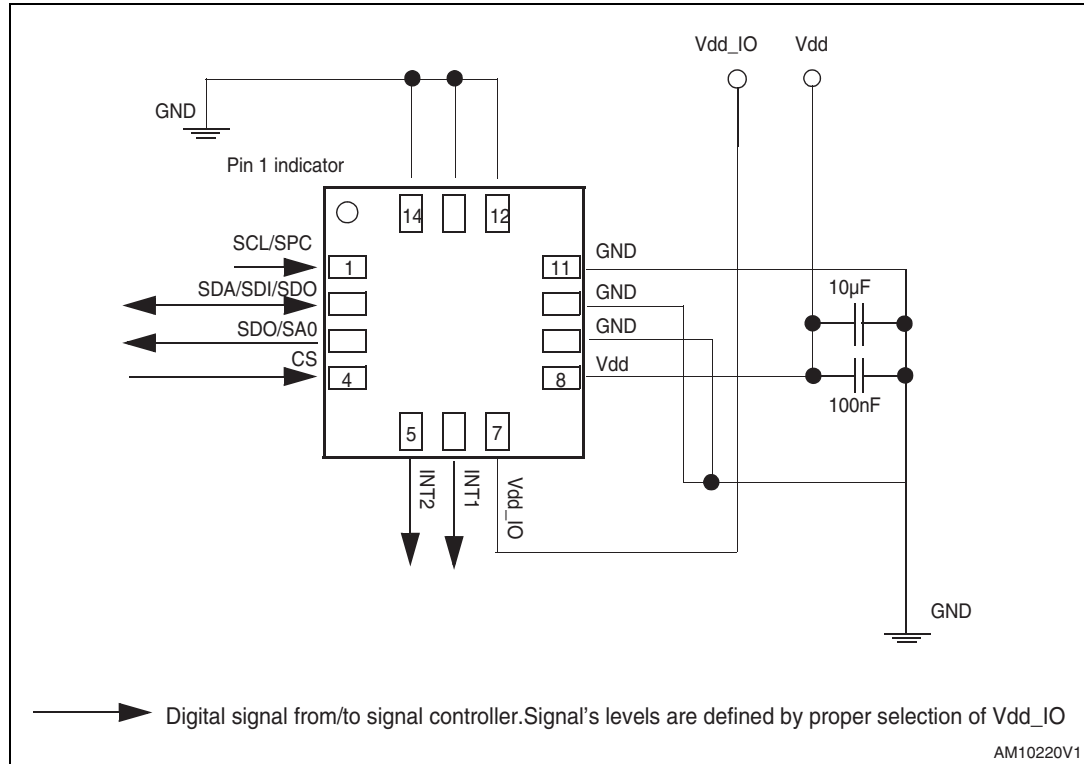 Vdd_IO Vdd
GND
Pin 1 indicator
14 12
SCL/SPC
1
11
GND
SDA/SDI/SDO
GND
10µF
SDO/SA0
GND
CS
4
8
Vdd
100nF
5 7
INT2
INT1
Vdd_IO
GND
Digital signal from/to signal controller.Signal's levels are defined by proper selection of Vdd_IO
AM10220V1